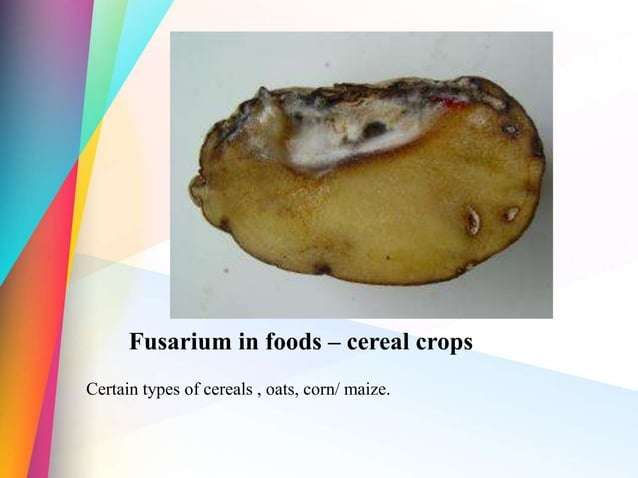 Fusarium in foods – cereal crops
Certain types of cereals , oats, corn/ maize.